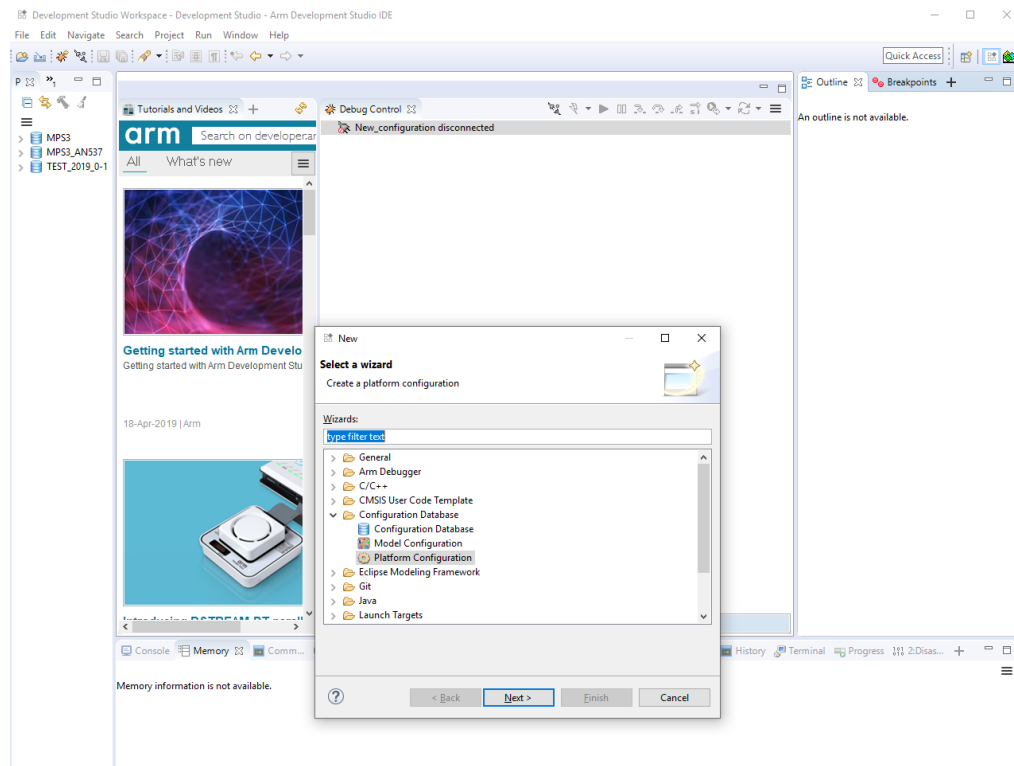 Development Studio Workspace - Development Studio - Arm Development Studio IDE
File Edit Navigate Search Project Run Window Help
Quick Access
P
1
Tutorials and Videos
Debug Control
Outline
Breakpoints
arm
Search on developer.ar
New_configuration disconnected
An outline is not available.
MPS3
MPS3_AN537
TEST_2019_0-1
All What's new
Getting started with Arm Develo
Getting started with Arm Development Stu
18-Apr-2019 | Arm
New
Select a wizard
Create a platform configuration
Wizards:
type filter text
General
Arm Debugger
C/C++
CMSIS User Code Template
Configuration Database
Configuration Database
Model Configuration
Platform Configuration
Eclipse Modeling Framework
Git
Java
Launch Targets
< Back Next > Finish Cancel
Console Memory Comm... History Terminal Progress 2:Disas...
Memory information is not available.